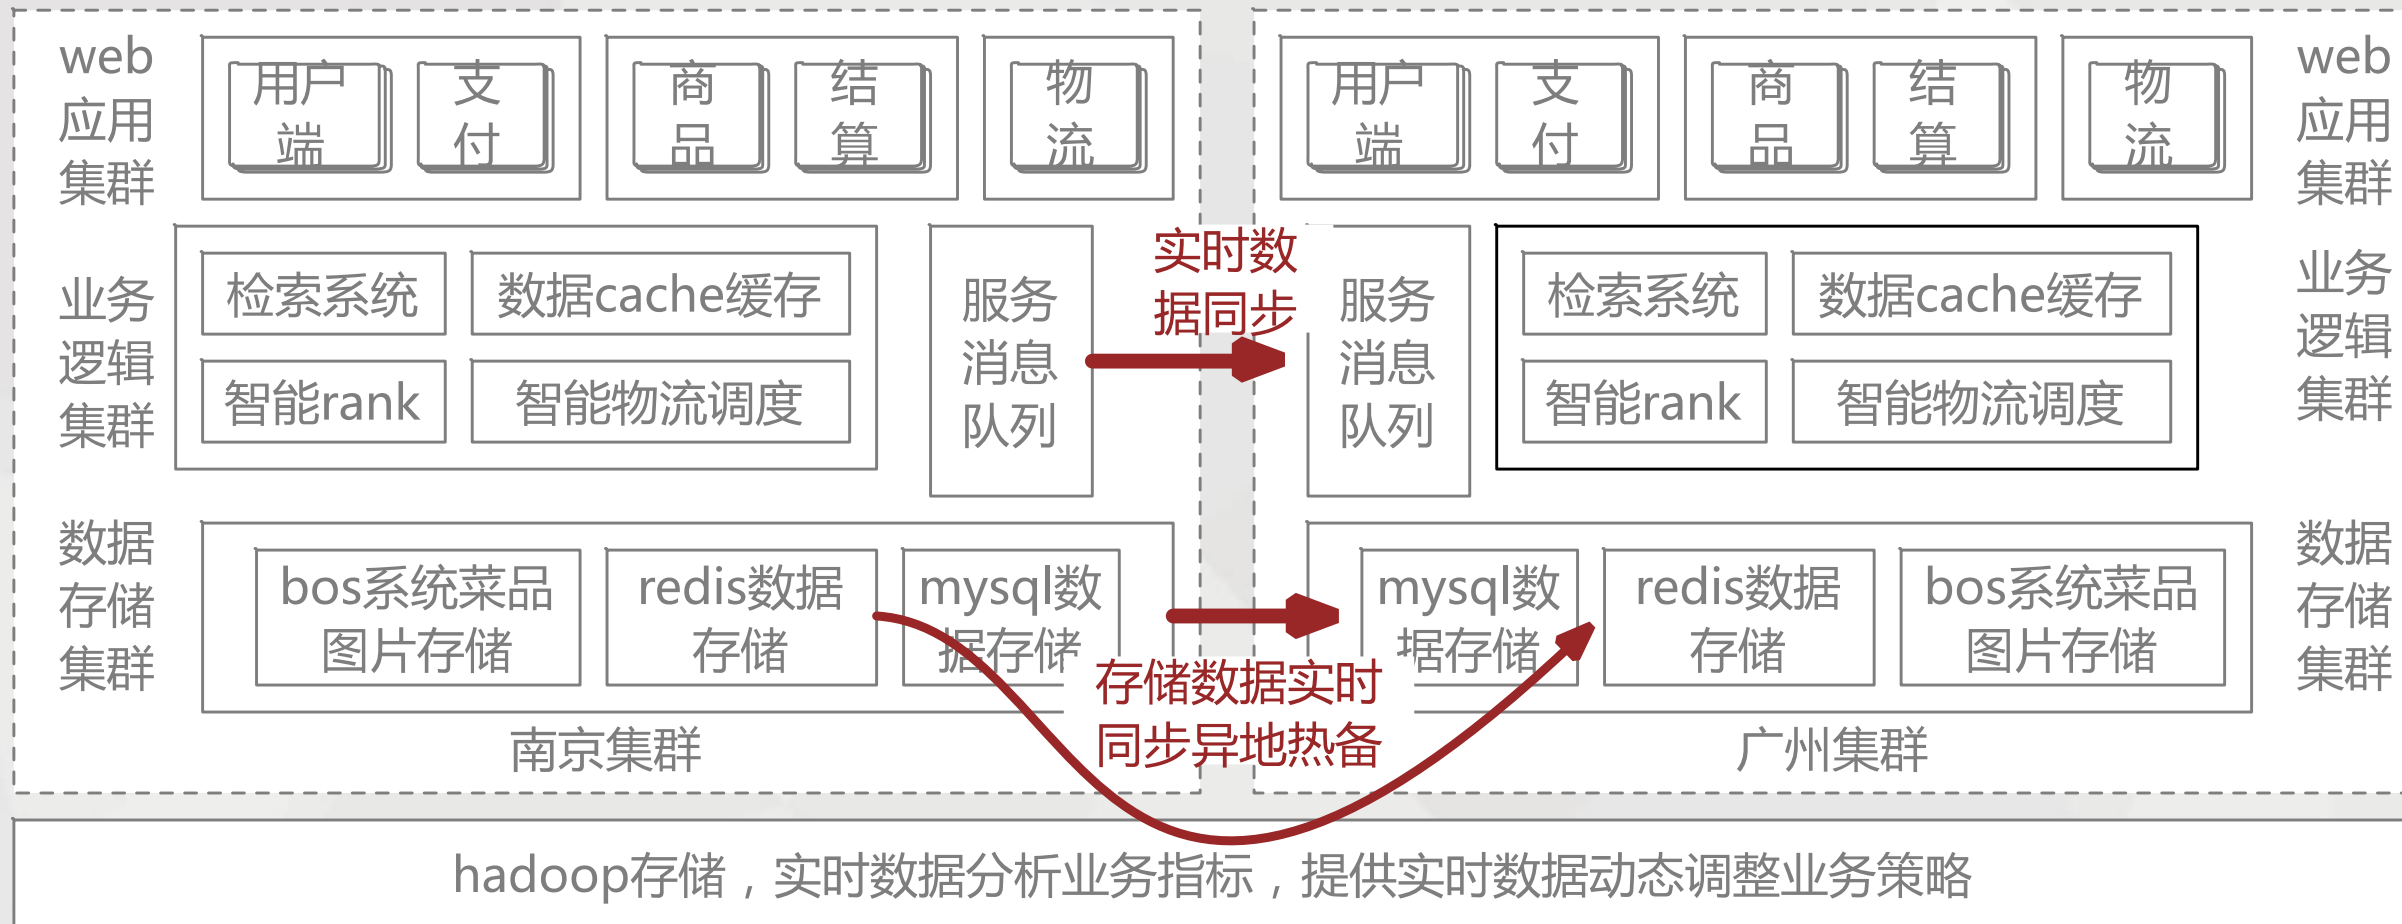 web
应用
集群
用户
端
支
付
商
品
结
算
物
流
用户
端
支
付
商
品
结
算
物
流
web
应用
集群
业务
逻辑
集群
检索系统
数据cache缓存
智能rank
智能物流调度
服务
消息
队列
实时数
据同步
服务
消息
队列
检索系统
数据cache缓存
智能rank
智能物流调度
业务
逻辑
集群
数据
存储
集群
bos系统菜品
图片存储
redis数据
存储
mysql数
据存储
存储数据实时
同步异地热备
mysql数
据存储
redis数据
存储
bos系统菜品
图片存储
数据
存储
集群
南京集群
广州集群
hadoop存储，实时数据分析业务指标，提供实时数据动态调整业务策略